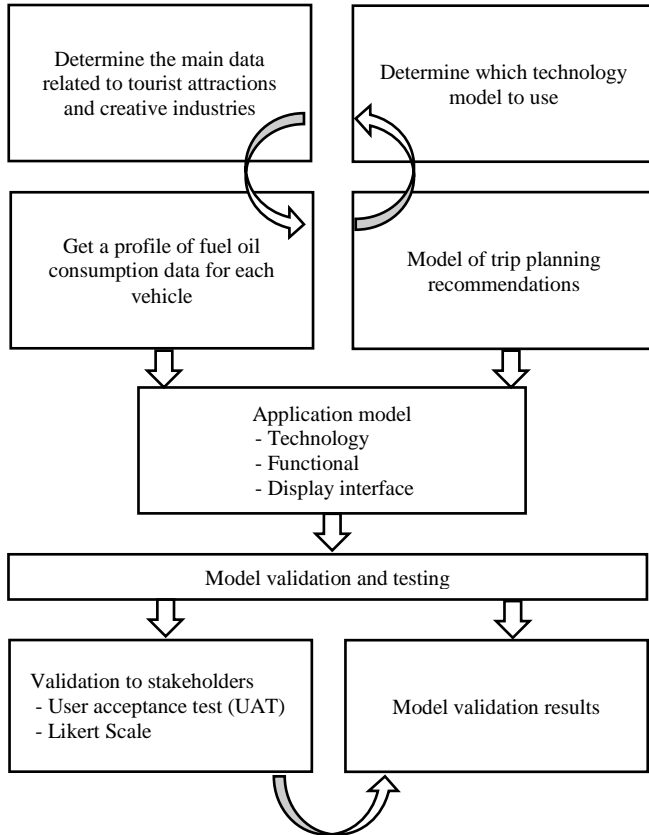 Determine the main data
related to tourist attractions
and creative industries
Determine which technology
model to use
Get a profile of fuel oil
consumption data for each
vehicle
Model of trip planning
recommendations
Application model
- Technology
- Functional
- Display interface
Model validation and testing
Validation to stakeholders
- User acceptance test (UAT)
- Likert Scale
Model validation results